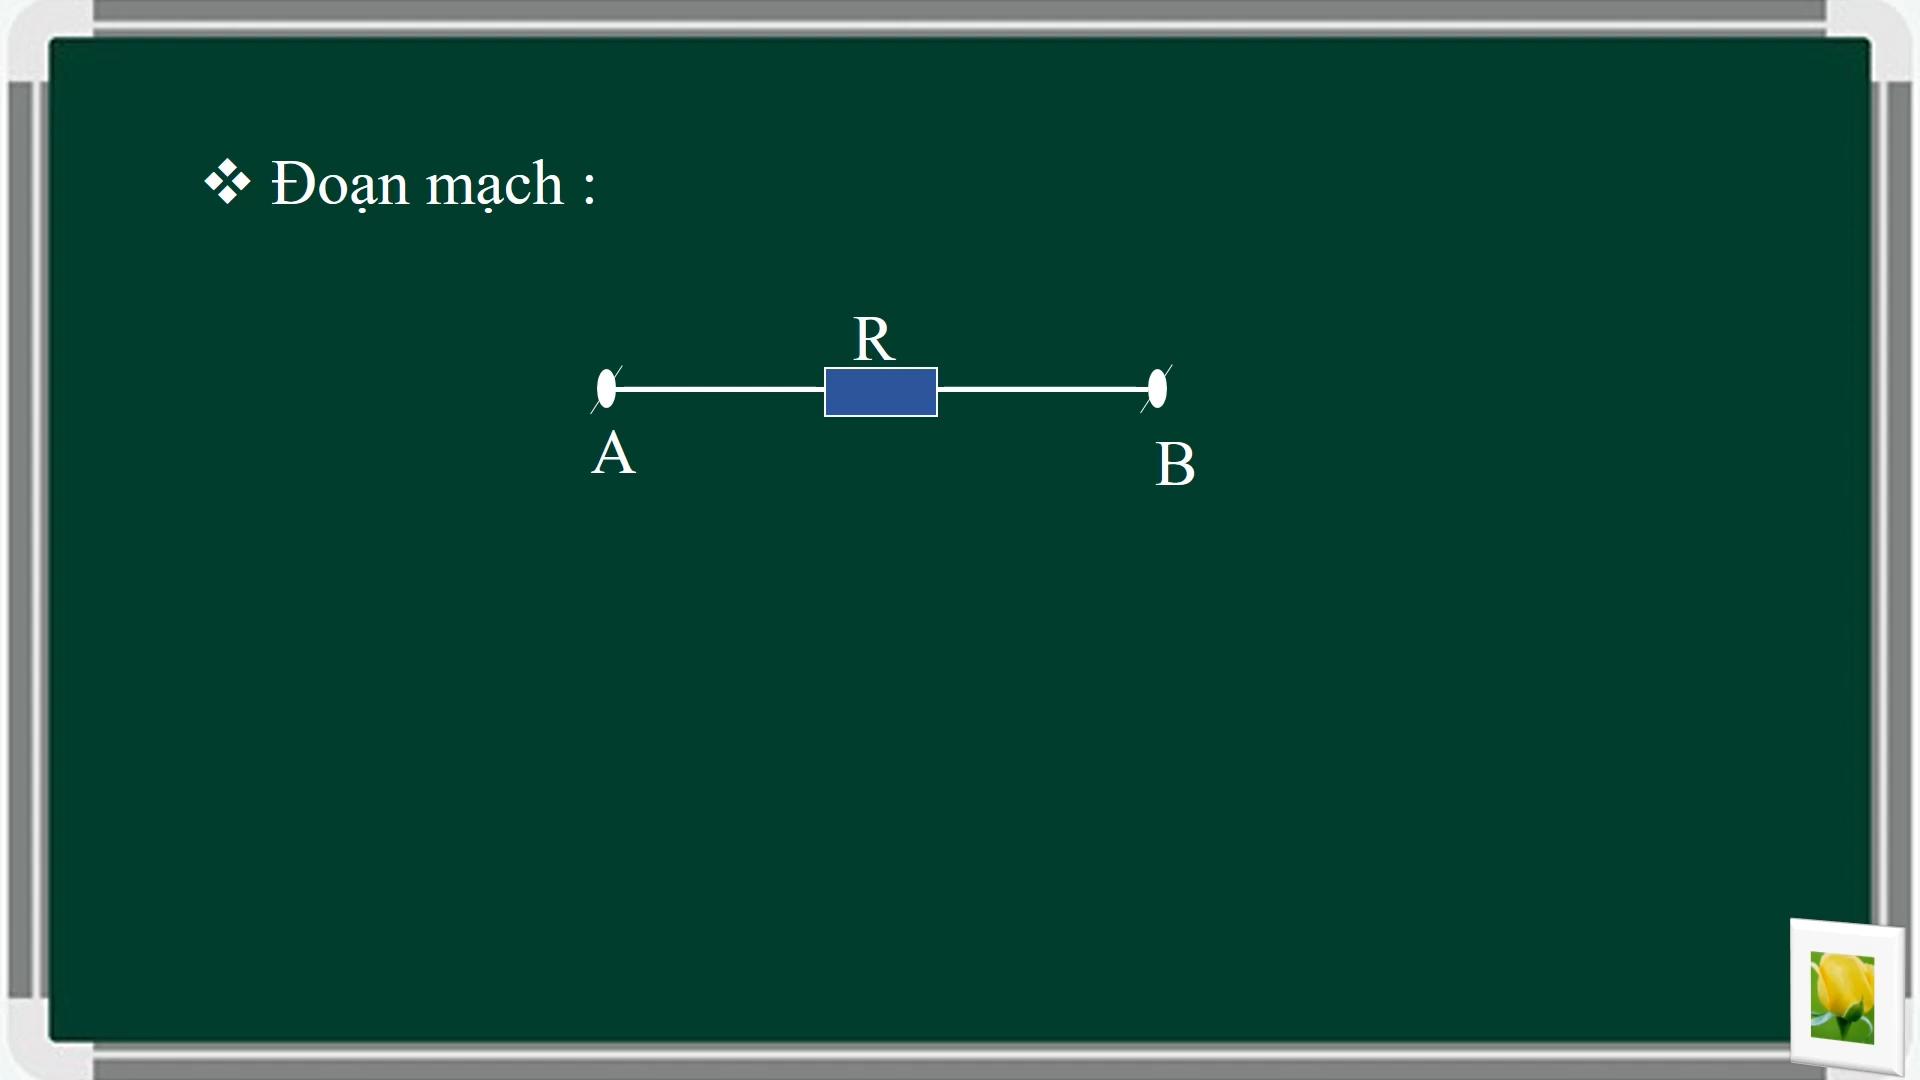 ❖ Đoạn mạch :
R
A
B